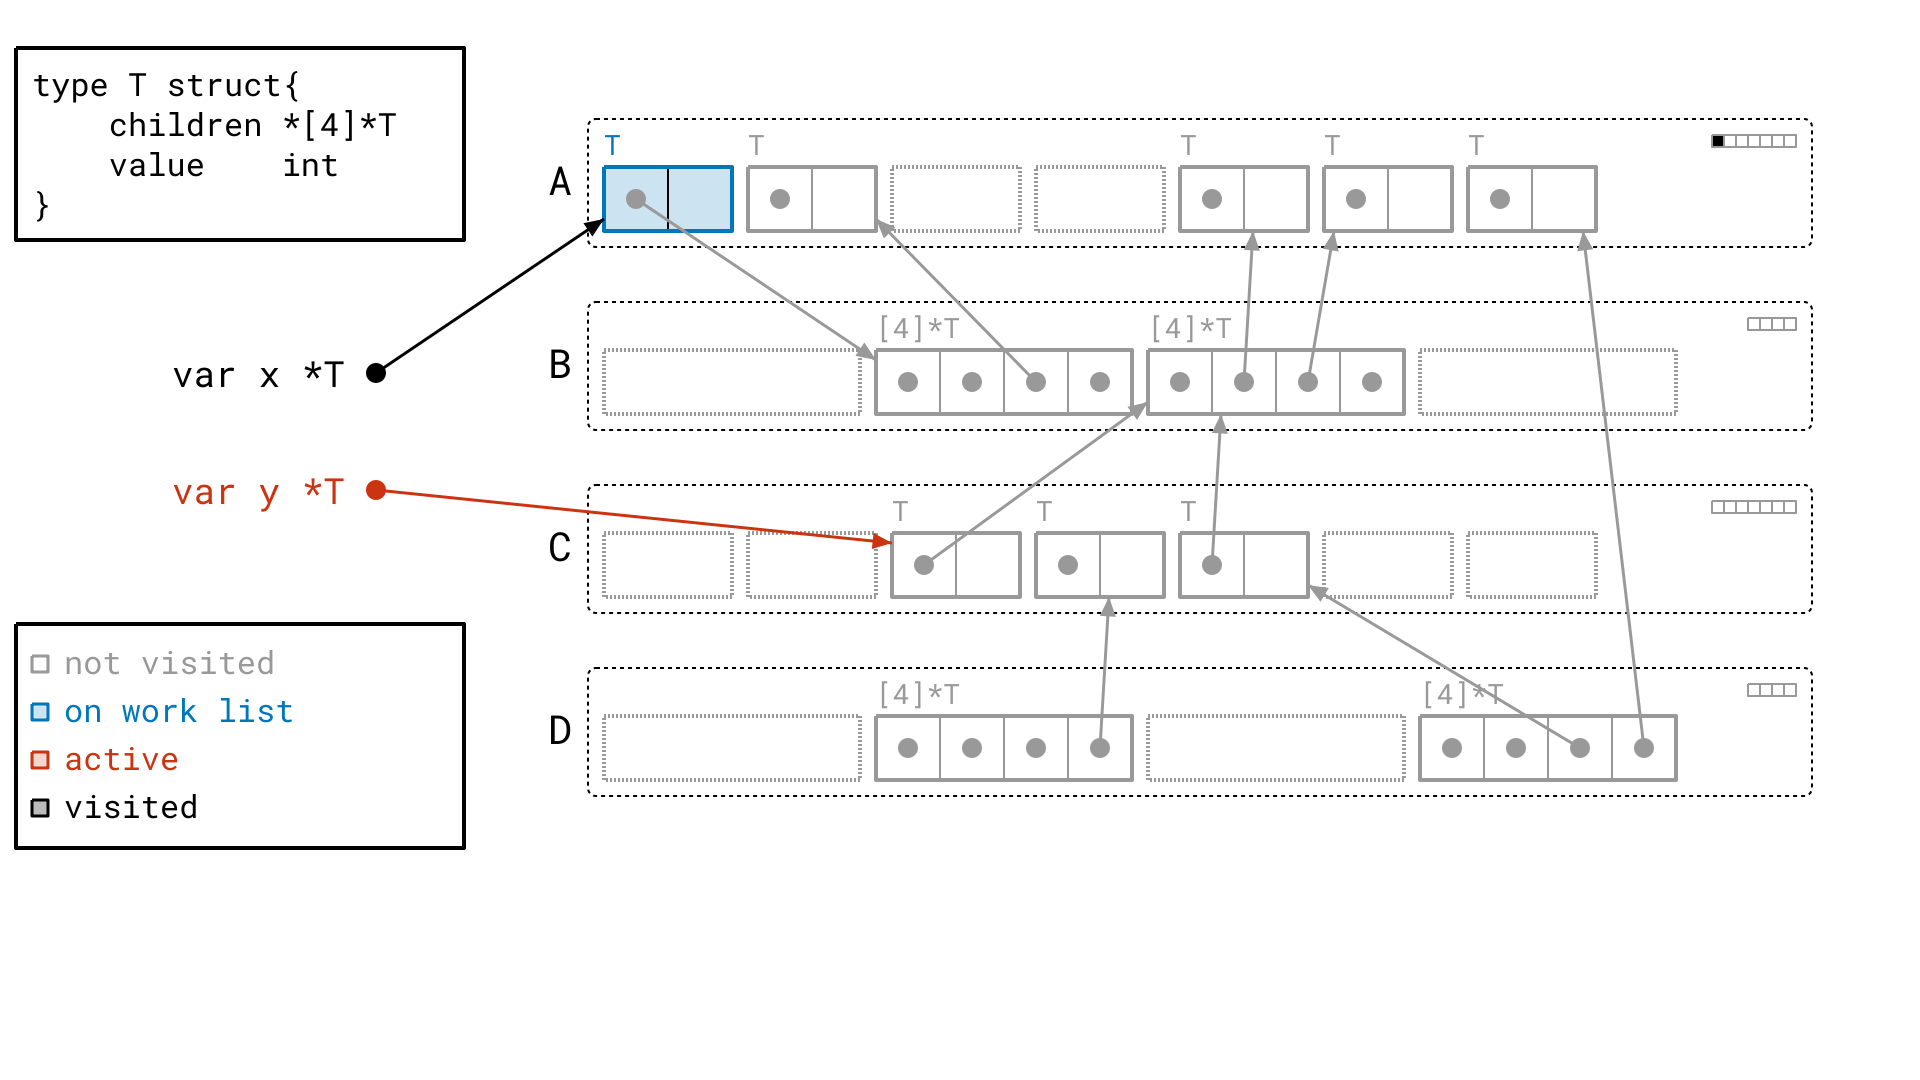 type T struct{
    children *[4]*T
    value    int
}
var x *T
var y *T
not visited
on work list
active
visited
A
T T T T T
B
[4]*T [4]*T
C
T T T
D
[4]*T [4]*T